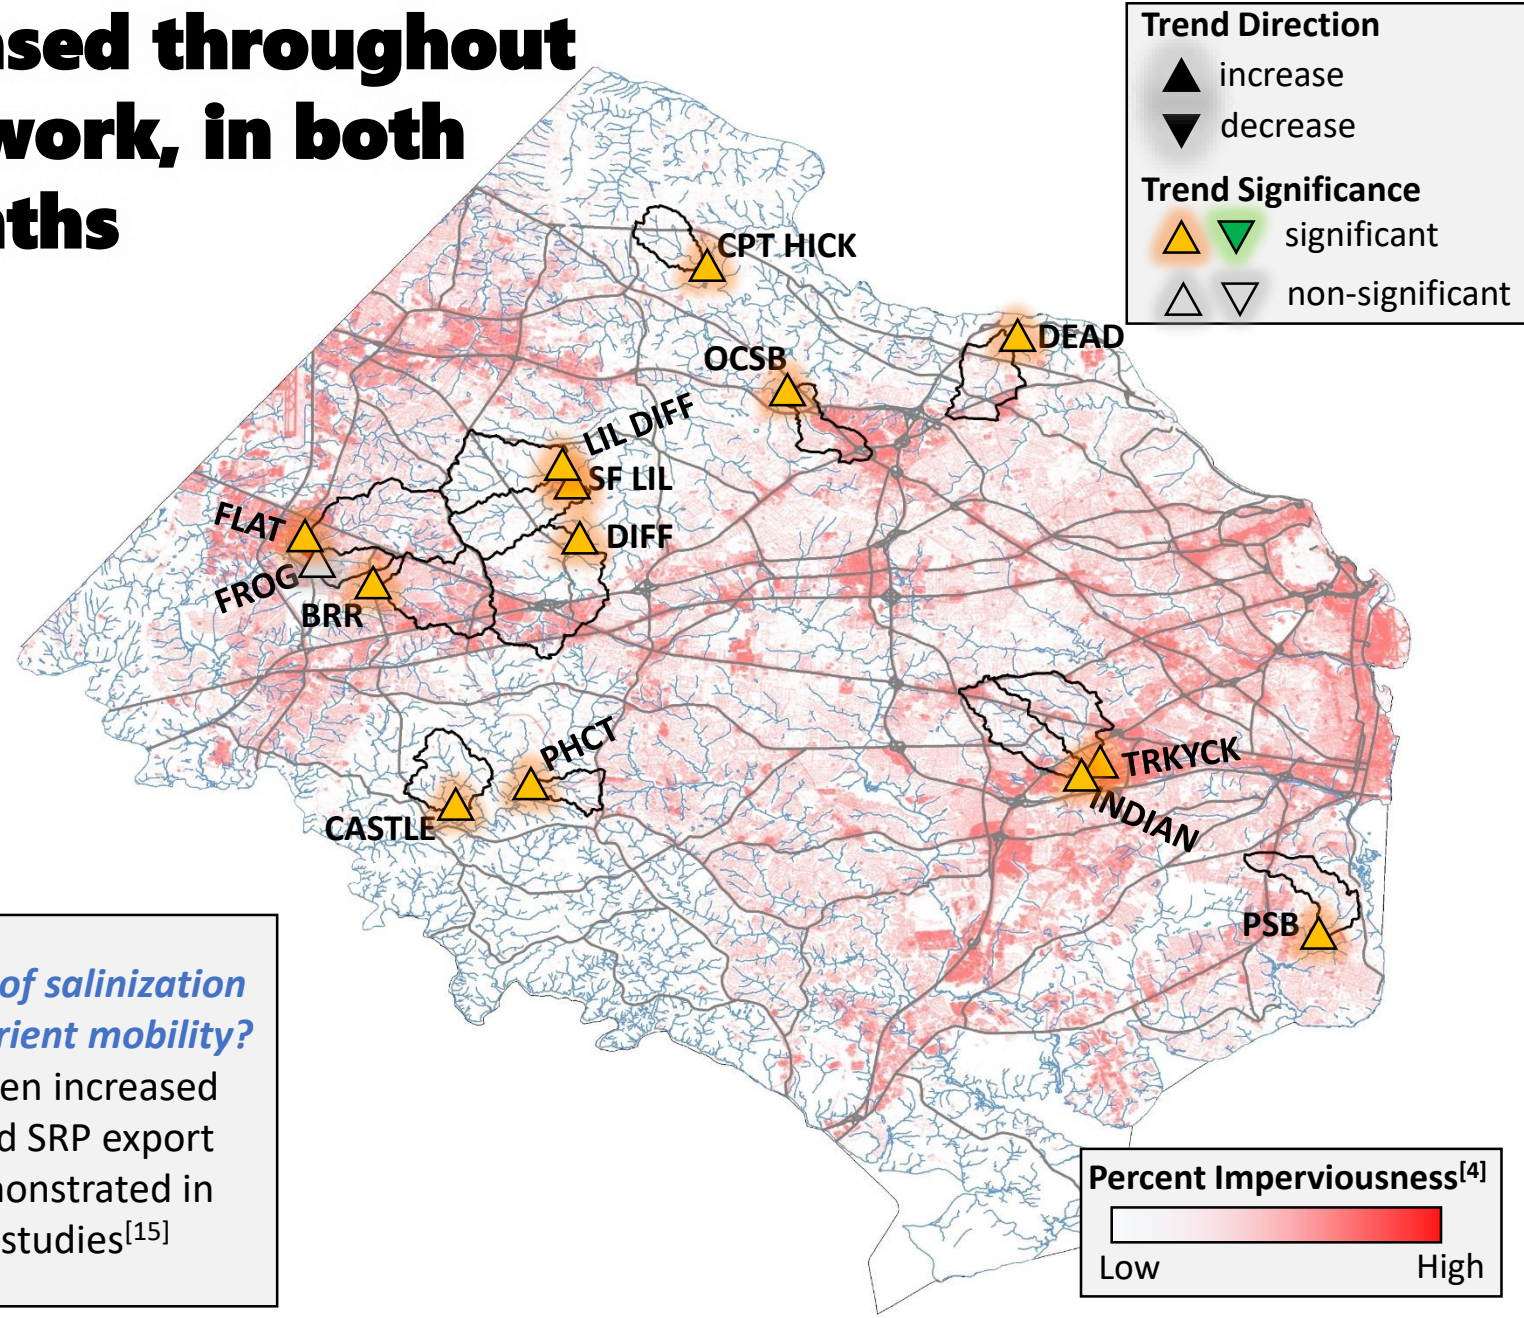 ased throughout
work, in both
aths
Trend Direction
increase
decrease
Trend Significance
significant
non-significant
CPT HICK
DEAD
OCSB
LIL DIFF
SF LIL
FLAT
DIFF
FROG
BRR
PHCT
TRKYCK
CASTLE
INDIAN
PSB
of salinization
rient mobility?
en increased
d SRP export
nonstrated in
studies[15]
Percent Imperviousness[4]
Low High